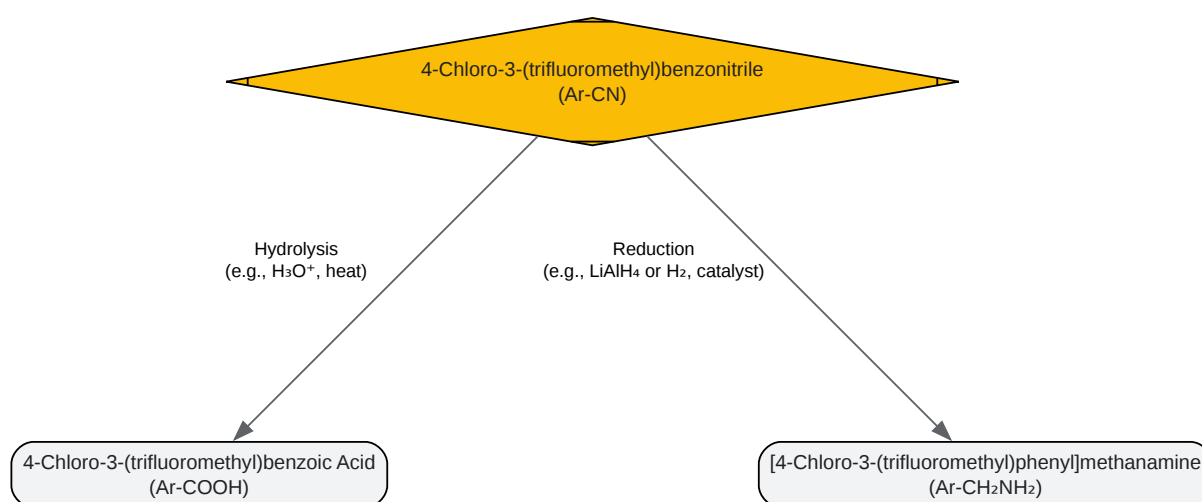 4-Chloro-3-(trifluoromethyl)benzonitrile
(Ar-CN)
Hydrolysis
(e.g., H₃O⁺, heat)
Reduction
(e.g., LiAlH₄ or H₂, catalyst)
4-Chloro-3-(trifluoromethyl)benzoic Acid
(Ar-COOH)
[4-Chloro-3-(trifluoromethyl)phenyl]methanamine
(Ar-CH₂NH₂)